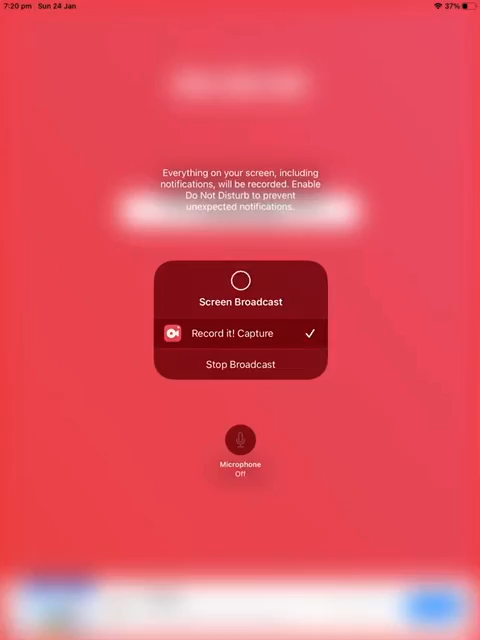 7:20 pm Sun 24 Jan
37%
Everything on your screen, including
notifications, will be recorded. Enable
Do Not Disturb to prevent
unexpected notifications.
Screen Broadcast
Record it! Capture
Stop Broadcast
Microphone
Off